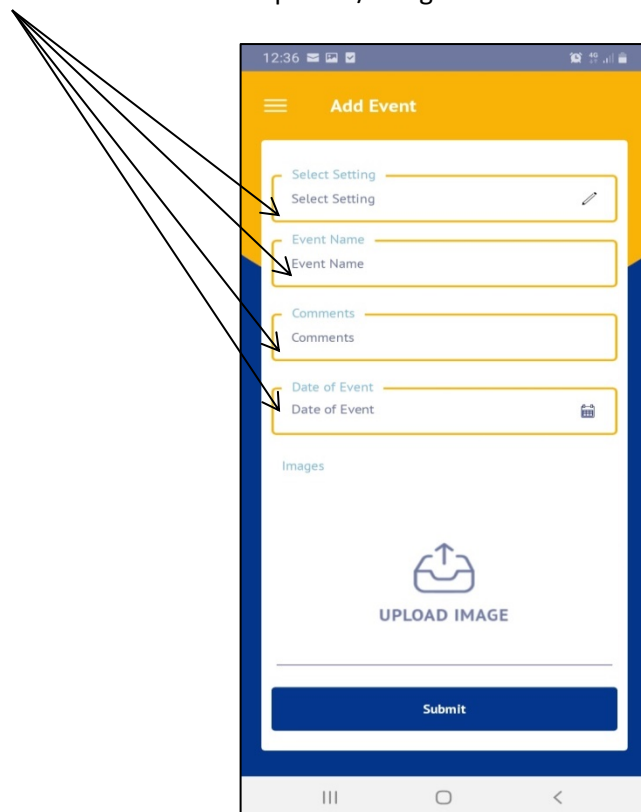 12:36
Add Event
Select Setting
Select Setting
Event Name
Event Name
Comments
Comments
Date of Event
Date of Event
Images
UPLOAD IMAGE
Submit